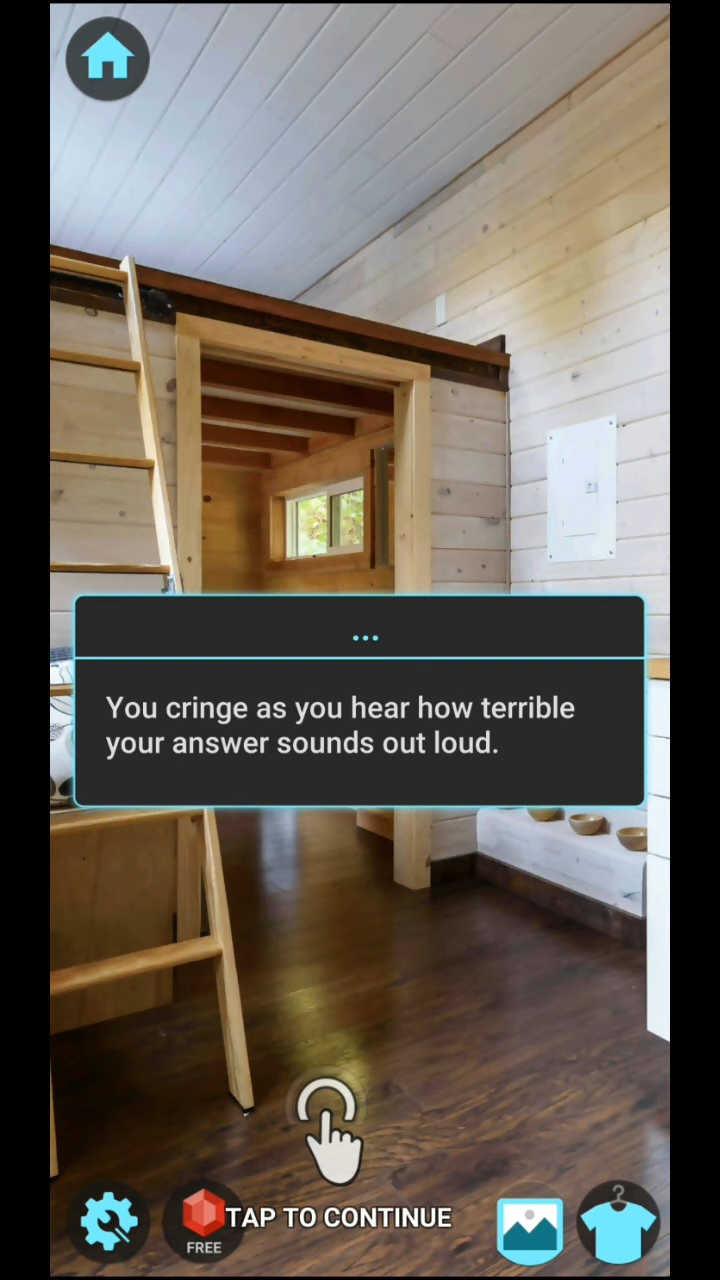 ...
You cringe as you hear how terrible
your answer sounds out loud.
TAP TO CONTINUE
FREE